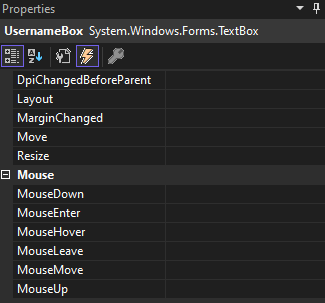 Properties
UsernameBox System.Windows.Forms.TextBox
DpiChangedBeforeParent
Layout
MarginChanged
Move
Resize
Mouse
MouseDown
MouseEnter
MouseHover
MouseLeave
MouseMove
MouseUp